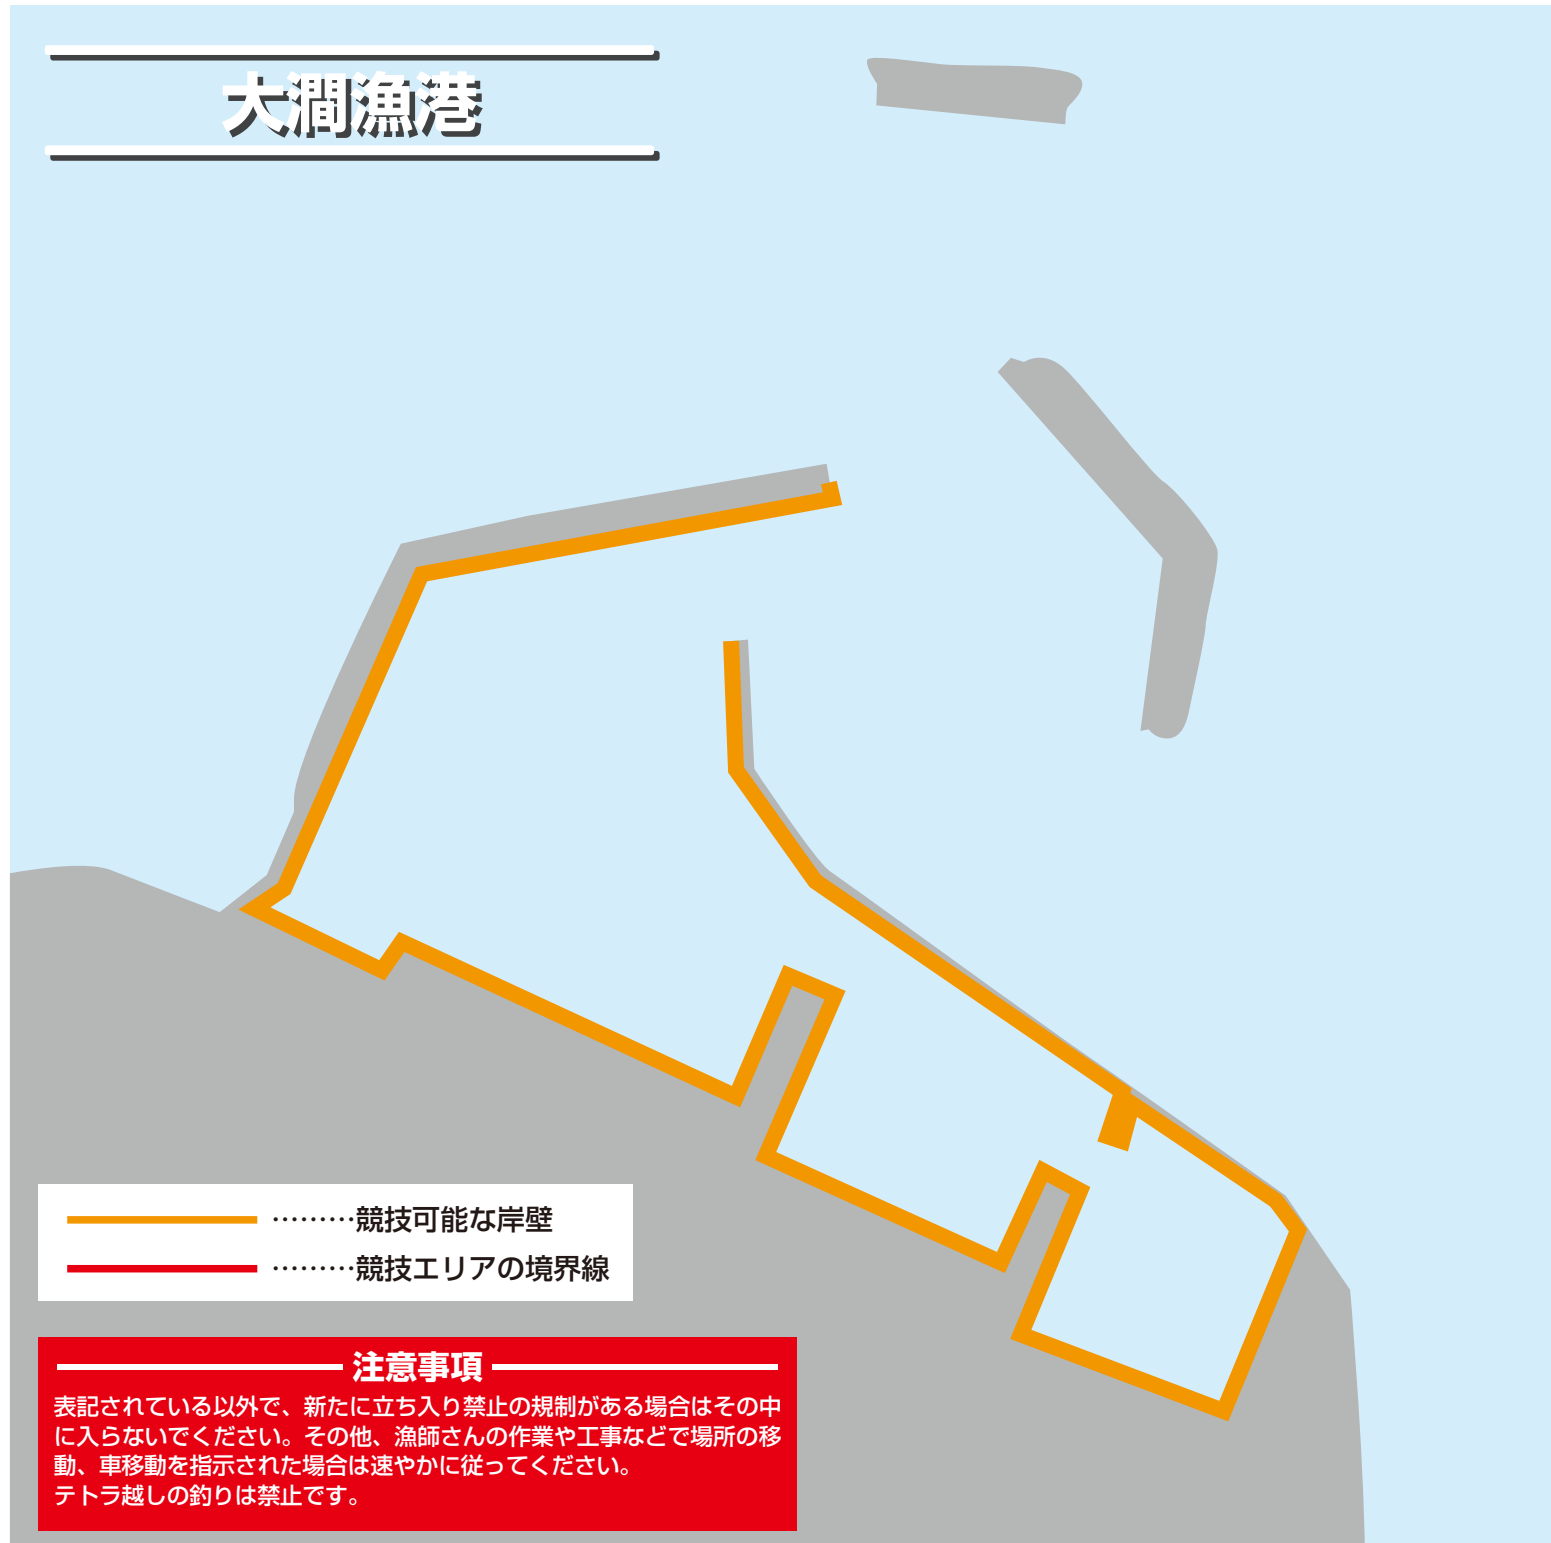 大澗漁港
………競技可能な岸壁
………競技エリアの境界線
注意事項
表記されている以外で、新たに立ち入り禁止の規制がある場合はその中
に入らないでください。その他、漁師さんの作業や工事などで場所の移
動、車移動を指示された場合は速やかに従ってください。
テトラ越しの釣りは禁止です。